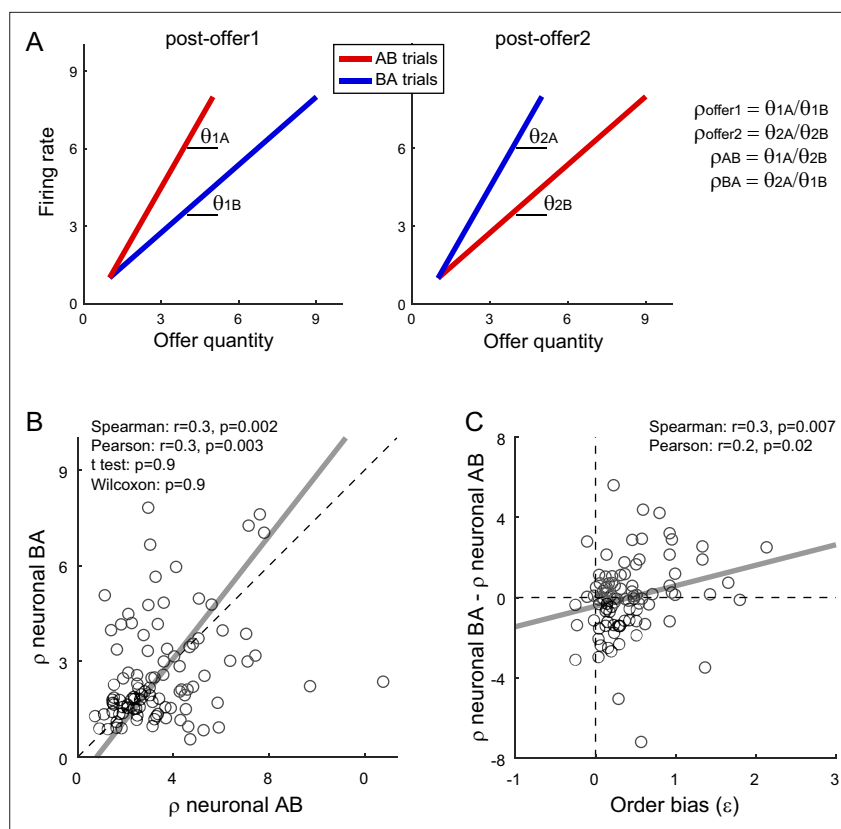 A
post-offer1
post-offer2
AB trials
BA trials
Firing rate
9
6
3
0
θ1A
θ1B
0
3
6
9
Offer quantity
θ2A
θ2B
0
3
6
9
Offer quantity
ρoffer1 = θ1A/θ1B
ρoffer2 = θ2A/θ2B
ρAB = θ1A/θ2B
ρBA = θ2A/θ1B
B
Spearman: r=0.3, p=0.002
Pearson: r=0.3, p=0.003
t test: p=0.9
Wilcoxon: p=0.9
ρ neuronal BA
9
6
3
0
0
4
8
0
ρ neuronal AB
C
Spearman: r=0.3, p=0.007
Pearson: r=0.2, p=0.02
ρ neuronal BA - ρ neuronal AB
8
4
0
-4
-8
-1
0
1
2
3
Order bias (ε)